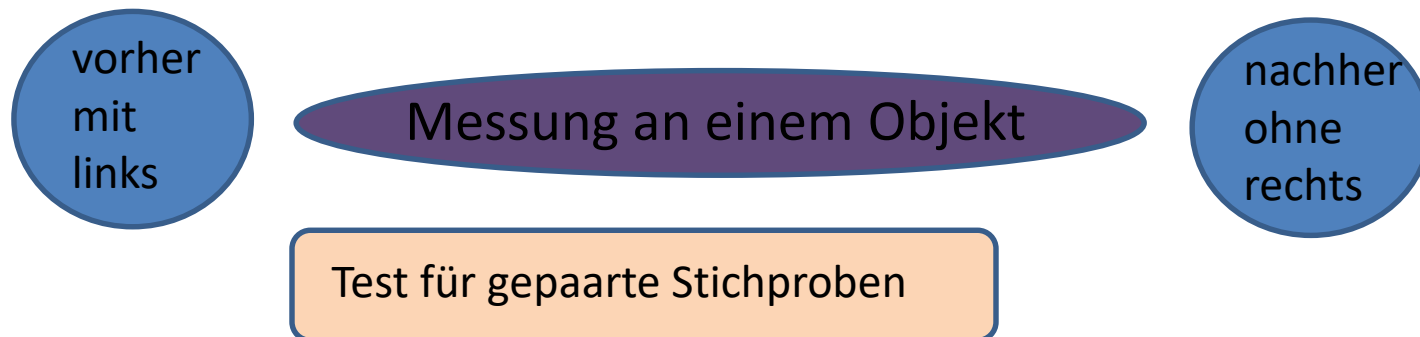 vorher
mit
links
Messung an einem Objekt
nachher
ohne
rechts
Test für gepaarte Stichproben